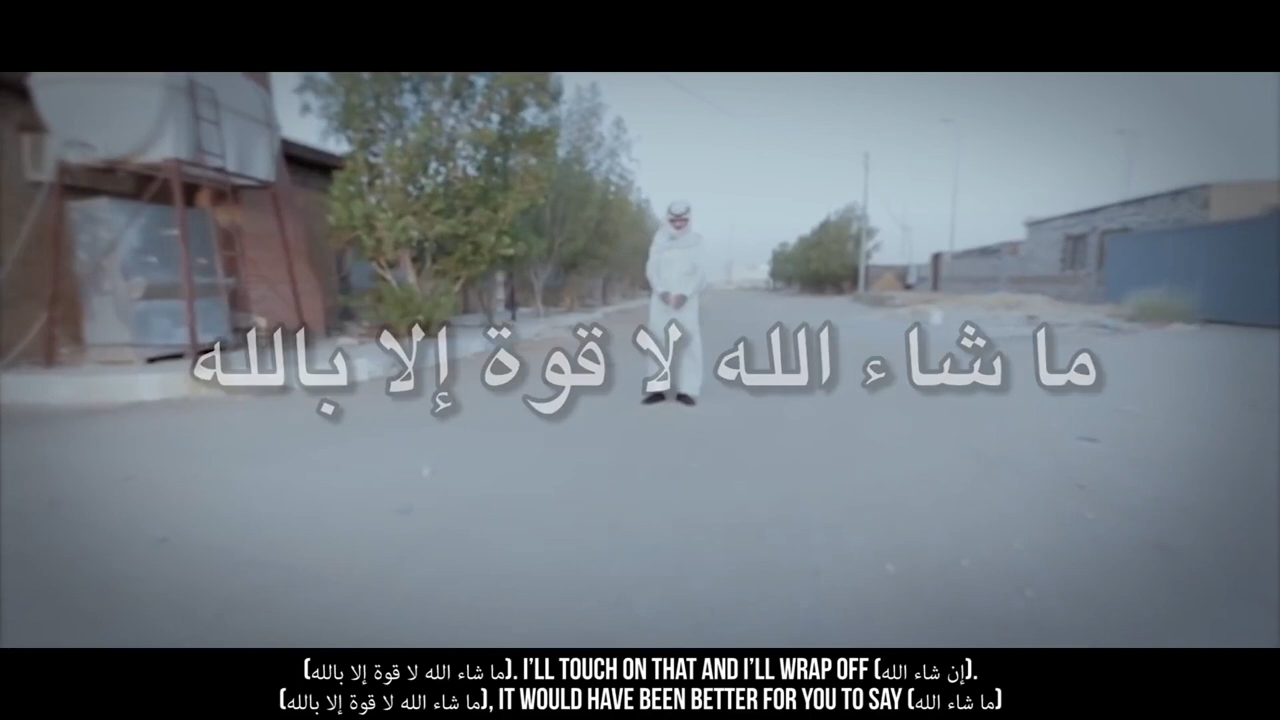 ما شاء الله لا قوة إلا بالله
(ما شاء الله لا قوة إلا بالله). I'LL TOUCH ON THAT AND I'LL WRAP OFF (إن شاء الله).
(ما شاء الله لا قوة إلا بالله), IT WOULD HAVE BEEN BETTER FOR YOU TO SAY (ما شاء الله)